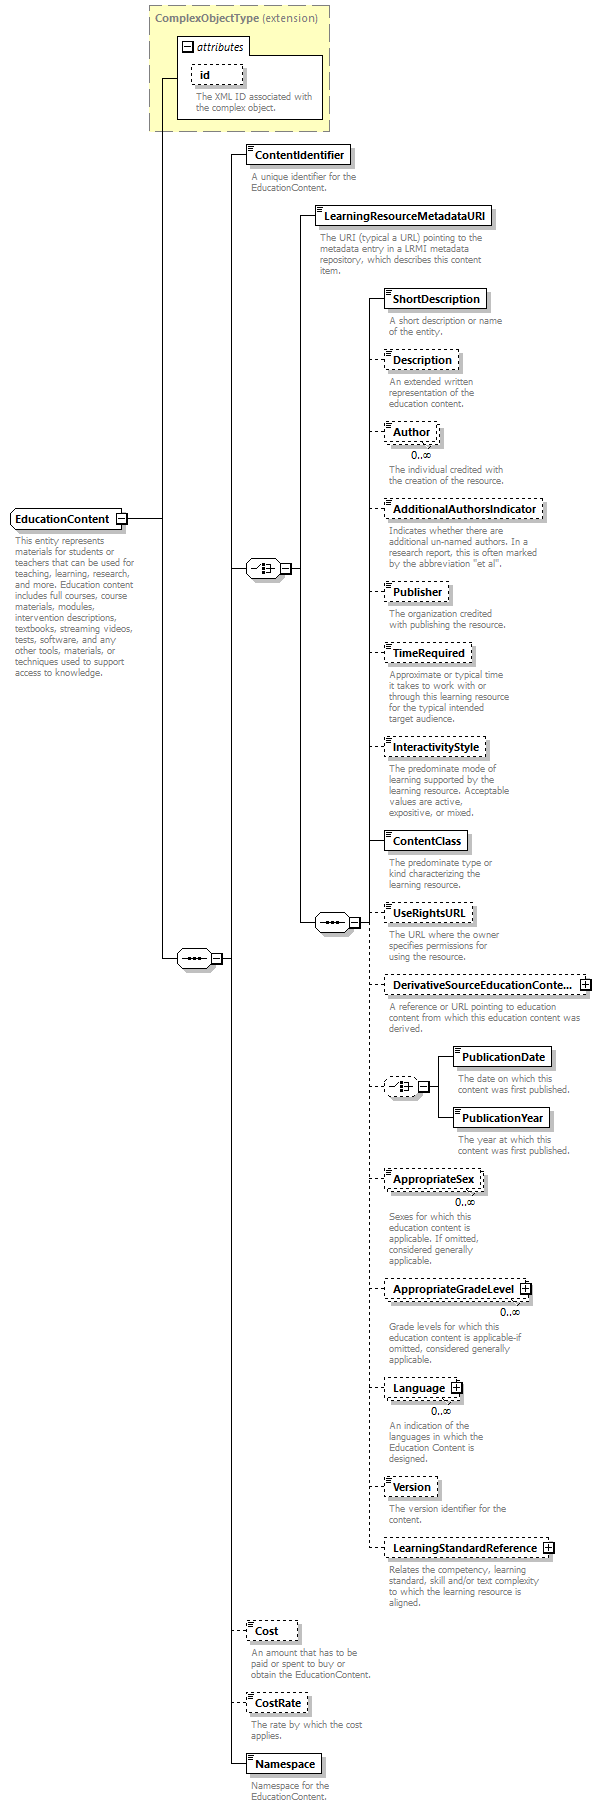 ComplexObjectType (extension)
attributes
id
The XML ID associated with
the complex object.
ContentIdentifier
A unique identifier for the
EducationContent.
LearningResourceMetadataURI
The URI (typical a URL) pointing to the
metadata entry in a LRMI metadata
repository, which describes this content
item.
ShortDescription
A short description or name
of the entity.
Description
An extended written
representation of the
education content.
Author
0..∞
The individual credited with
the creation of the resource.
EducationContent
This entity represents
materials for students or
teachers that can be used for
teaching, learning, research,
and more. Education content
includes full courses, course
materials, modules,
intervention descriptions,
textbooks, streaming videos,
tests, software, and any
other tools, materials, or
techniques used to support
access to knowledge.
AdditionalAuthorsIndicator
Indicates whether there are
additional un-named authors. In a
research report, this is often marked
by the abbreviation "et al".
Publisher
The organization credited
with publishing the resource.
TimeRequired
Approximate or typical time
it takes to work with or
through this learning resource
for the typical intended
target audience.
InteractivityStyle
The predominate mode of
learning supported by the
learning resource. Acceptable
values are active,
expositive, or mixed.
ContentClass
The predominate type or
kind characterizing the
learning resource.
UseRightsURL
The URL where the owner
specifies permissions for
using the resource.
DerivativeSourceEducationConte...
A reference or URL pointing to education
content from which this education content was
derived.
PublicationDate
The date on which this
content was first published.
PublicationYear
The year at which this
content was first published.
AppropriateSex
0..∞
Sexes for which this
education content is
applicable. If omitted,
considered generally
applicable.
AppropriateGradeLevel
0..∞
Grade levels for which this
education content is applicable-if
omitted, considered generally
applicable.
Language
0..∞
An indication of the
languages in which the
Education Content is
designed.
Version
The version identifier for the
content.
LearningStandardReference
Relates the competency, learning
standard, skill and/or text complexity
to which the learning resource is
aligned.
Cost
An amount that has to be
paid or spent to buy or
obtain the EducationContent.
CostRate
The rate by which the cost
applies.
Namespace
Namespace for the
EducationContent.